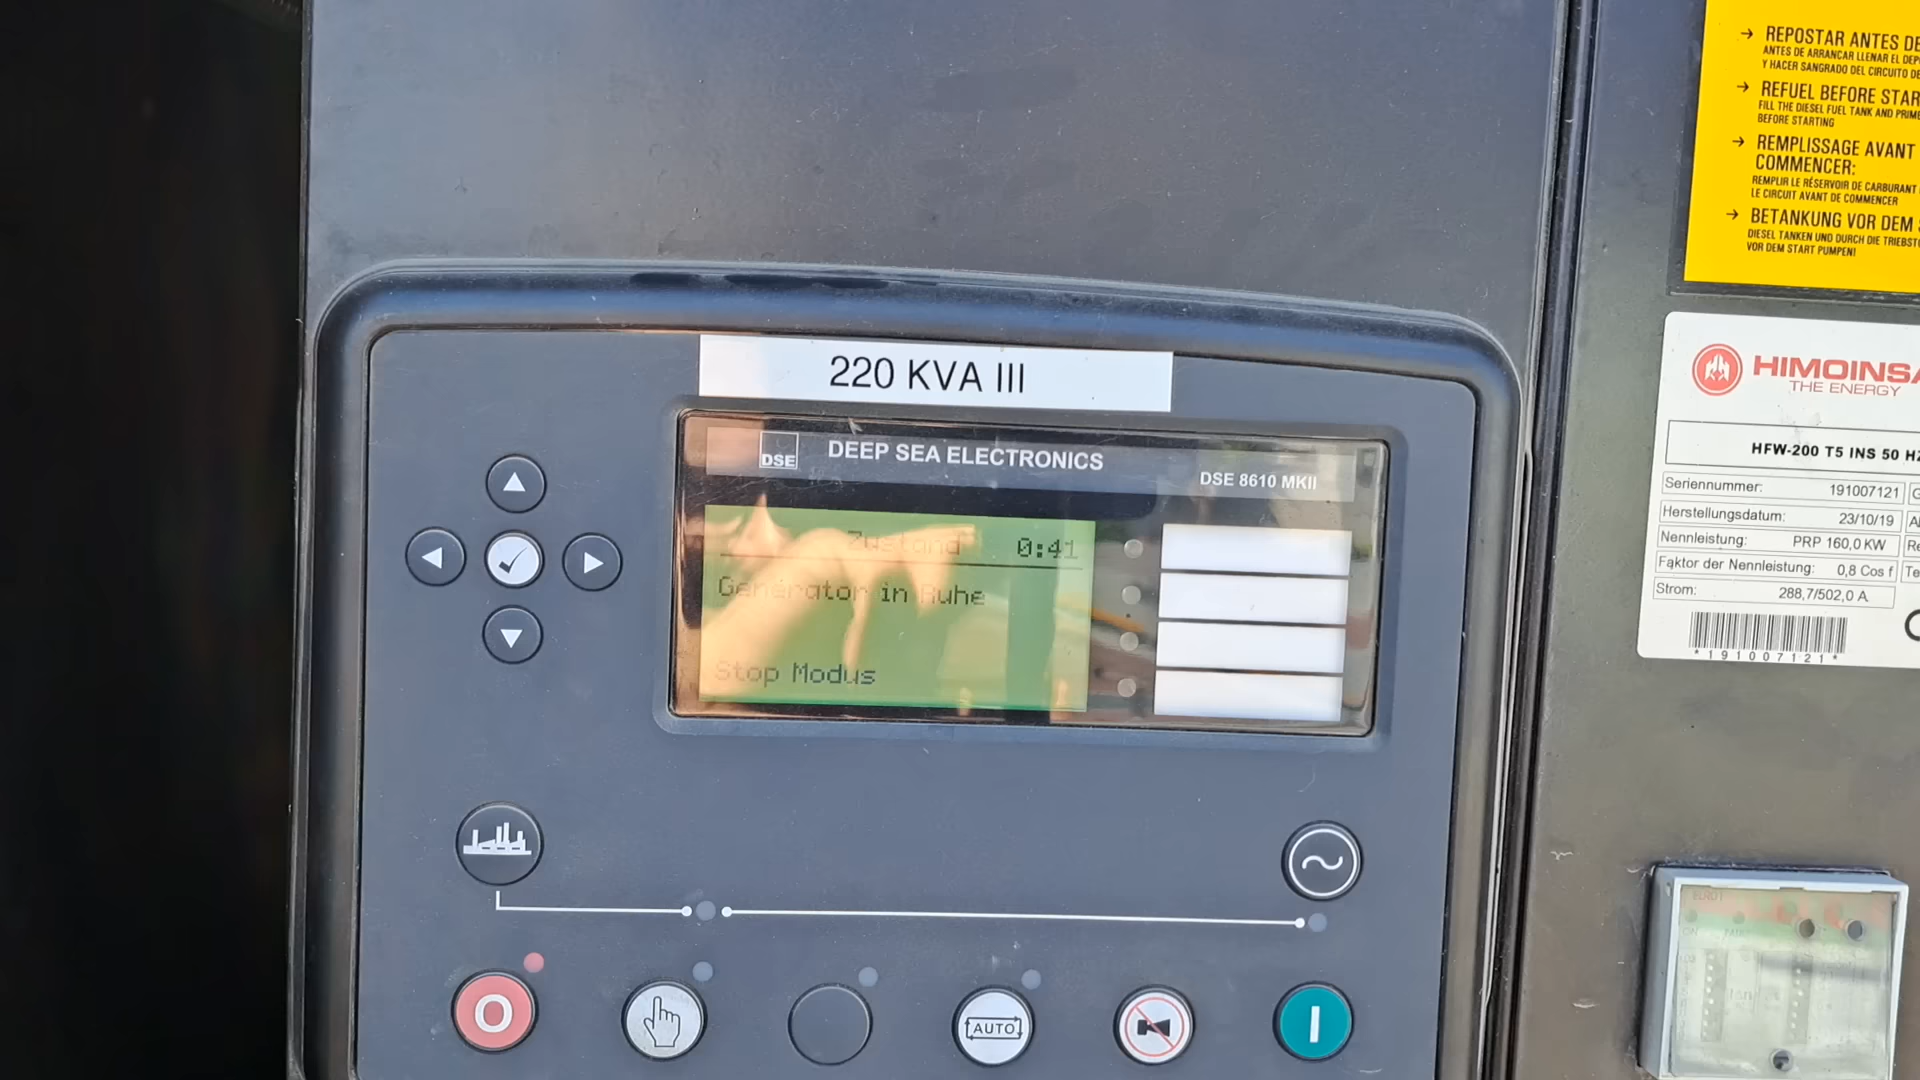 → REPOSTAR ANTES DE
ANTES DE ARRANCAR LLENAR EL DEP
Y HACER SANGRADO DEL CIRCUITO DE
→ REFUEL BEFORE STAR
FILL THE DIESEL FUEL TANK AND PRIME
BEFORE STARTING
→ REMPLISSAGE AVANT
COMMENCER:
REMPLIR LE RÉSERVOIR DE CARBURANT
LE CIRCUIT AVANT DE COMMENCER
→ BETANKUNG VOR DEM S
DIESEL TANKEN UND DURCH DIE TRIEBSTO
VOR DEM START PUMPEN!
220 KVA III
DSE DEEP SEA ELECTRONICS
DSE 8610 MKII
Zustand 0:41
Generator in Ruhe
Stop Modus
HIMOINSA
THE ENERGY
HFW-200 T5 INS 50 HZ
Seriennummer: 191007121
Herstellungsdatum: 23/10/19
Nennleistung: PRP 160,0 KW
Faktor der Nennleistung: 0,8 Cos f
Strom: 288,7/502,0 A
*191007121*
O
AUTO
I